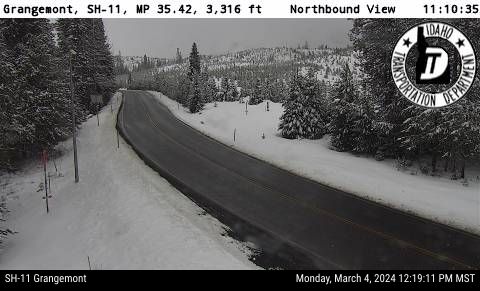 Grangemont, SH-11, MP 35.42, 3,316 ft Northbound View 11:10:35
IDAHO
TRANSPORTATION DEPARTMENT
SH-11 Grangemont Monday, March 4, 2024 12:19:11 PM MST